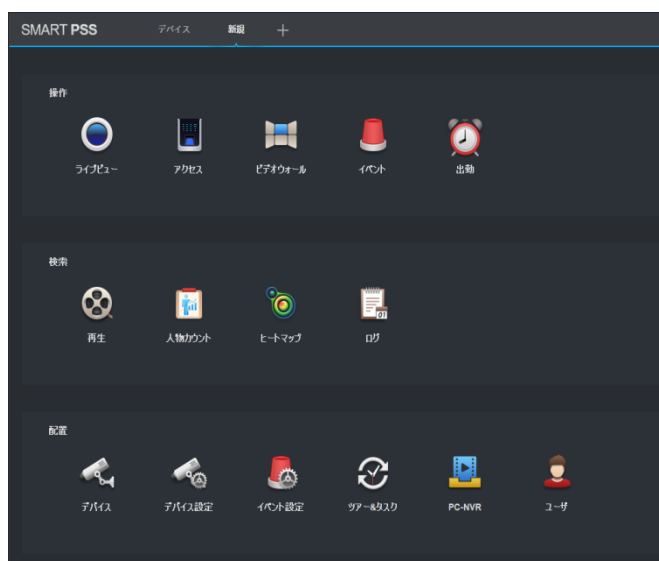 SMART PSS デバイス 新規 +
操作
ライブビュー アクセス ビデオウォール イベント 出勤
検索
再生 人物カウント ヒートマップ ログ
01
配置
デバイス デバイス設定 イベント設定 ツアー&タスク PC-NVR ユーザ